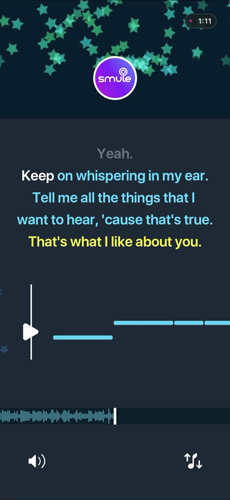 1:11
smule
Yeah.
Keep on whispering in my ear.
Tell me all the things that I
want to hear, 'cause that's true.
That's what I like about you.